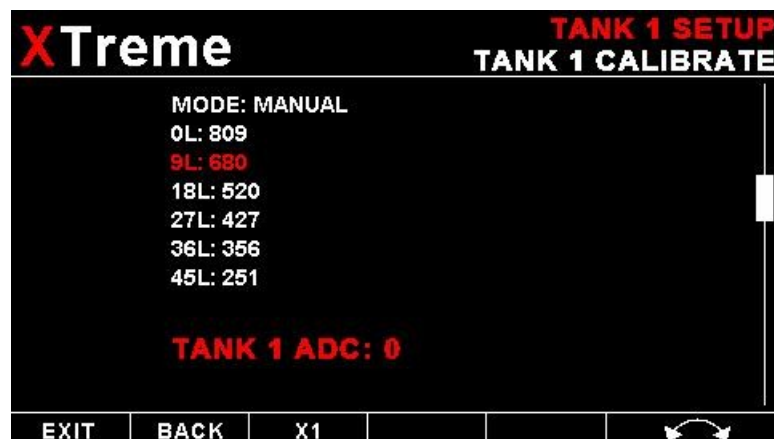 XTreme
TANK 1 SETUP
TANK 1 CALIBRATE
MODE: MANUAL
0L: 809
9L: 680
18L: 520
27L: 427
36L: 356
45L: 251
TANK 1 ADC: 0
EXIT BACK X1